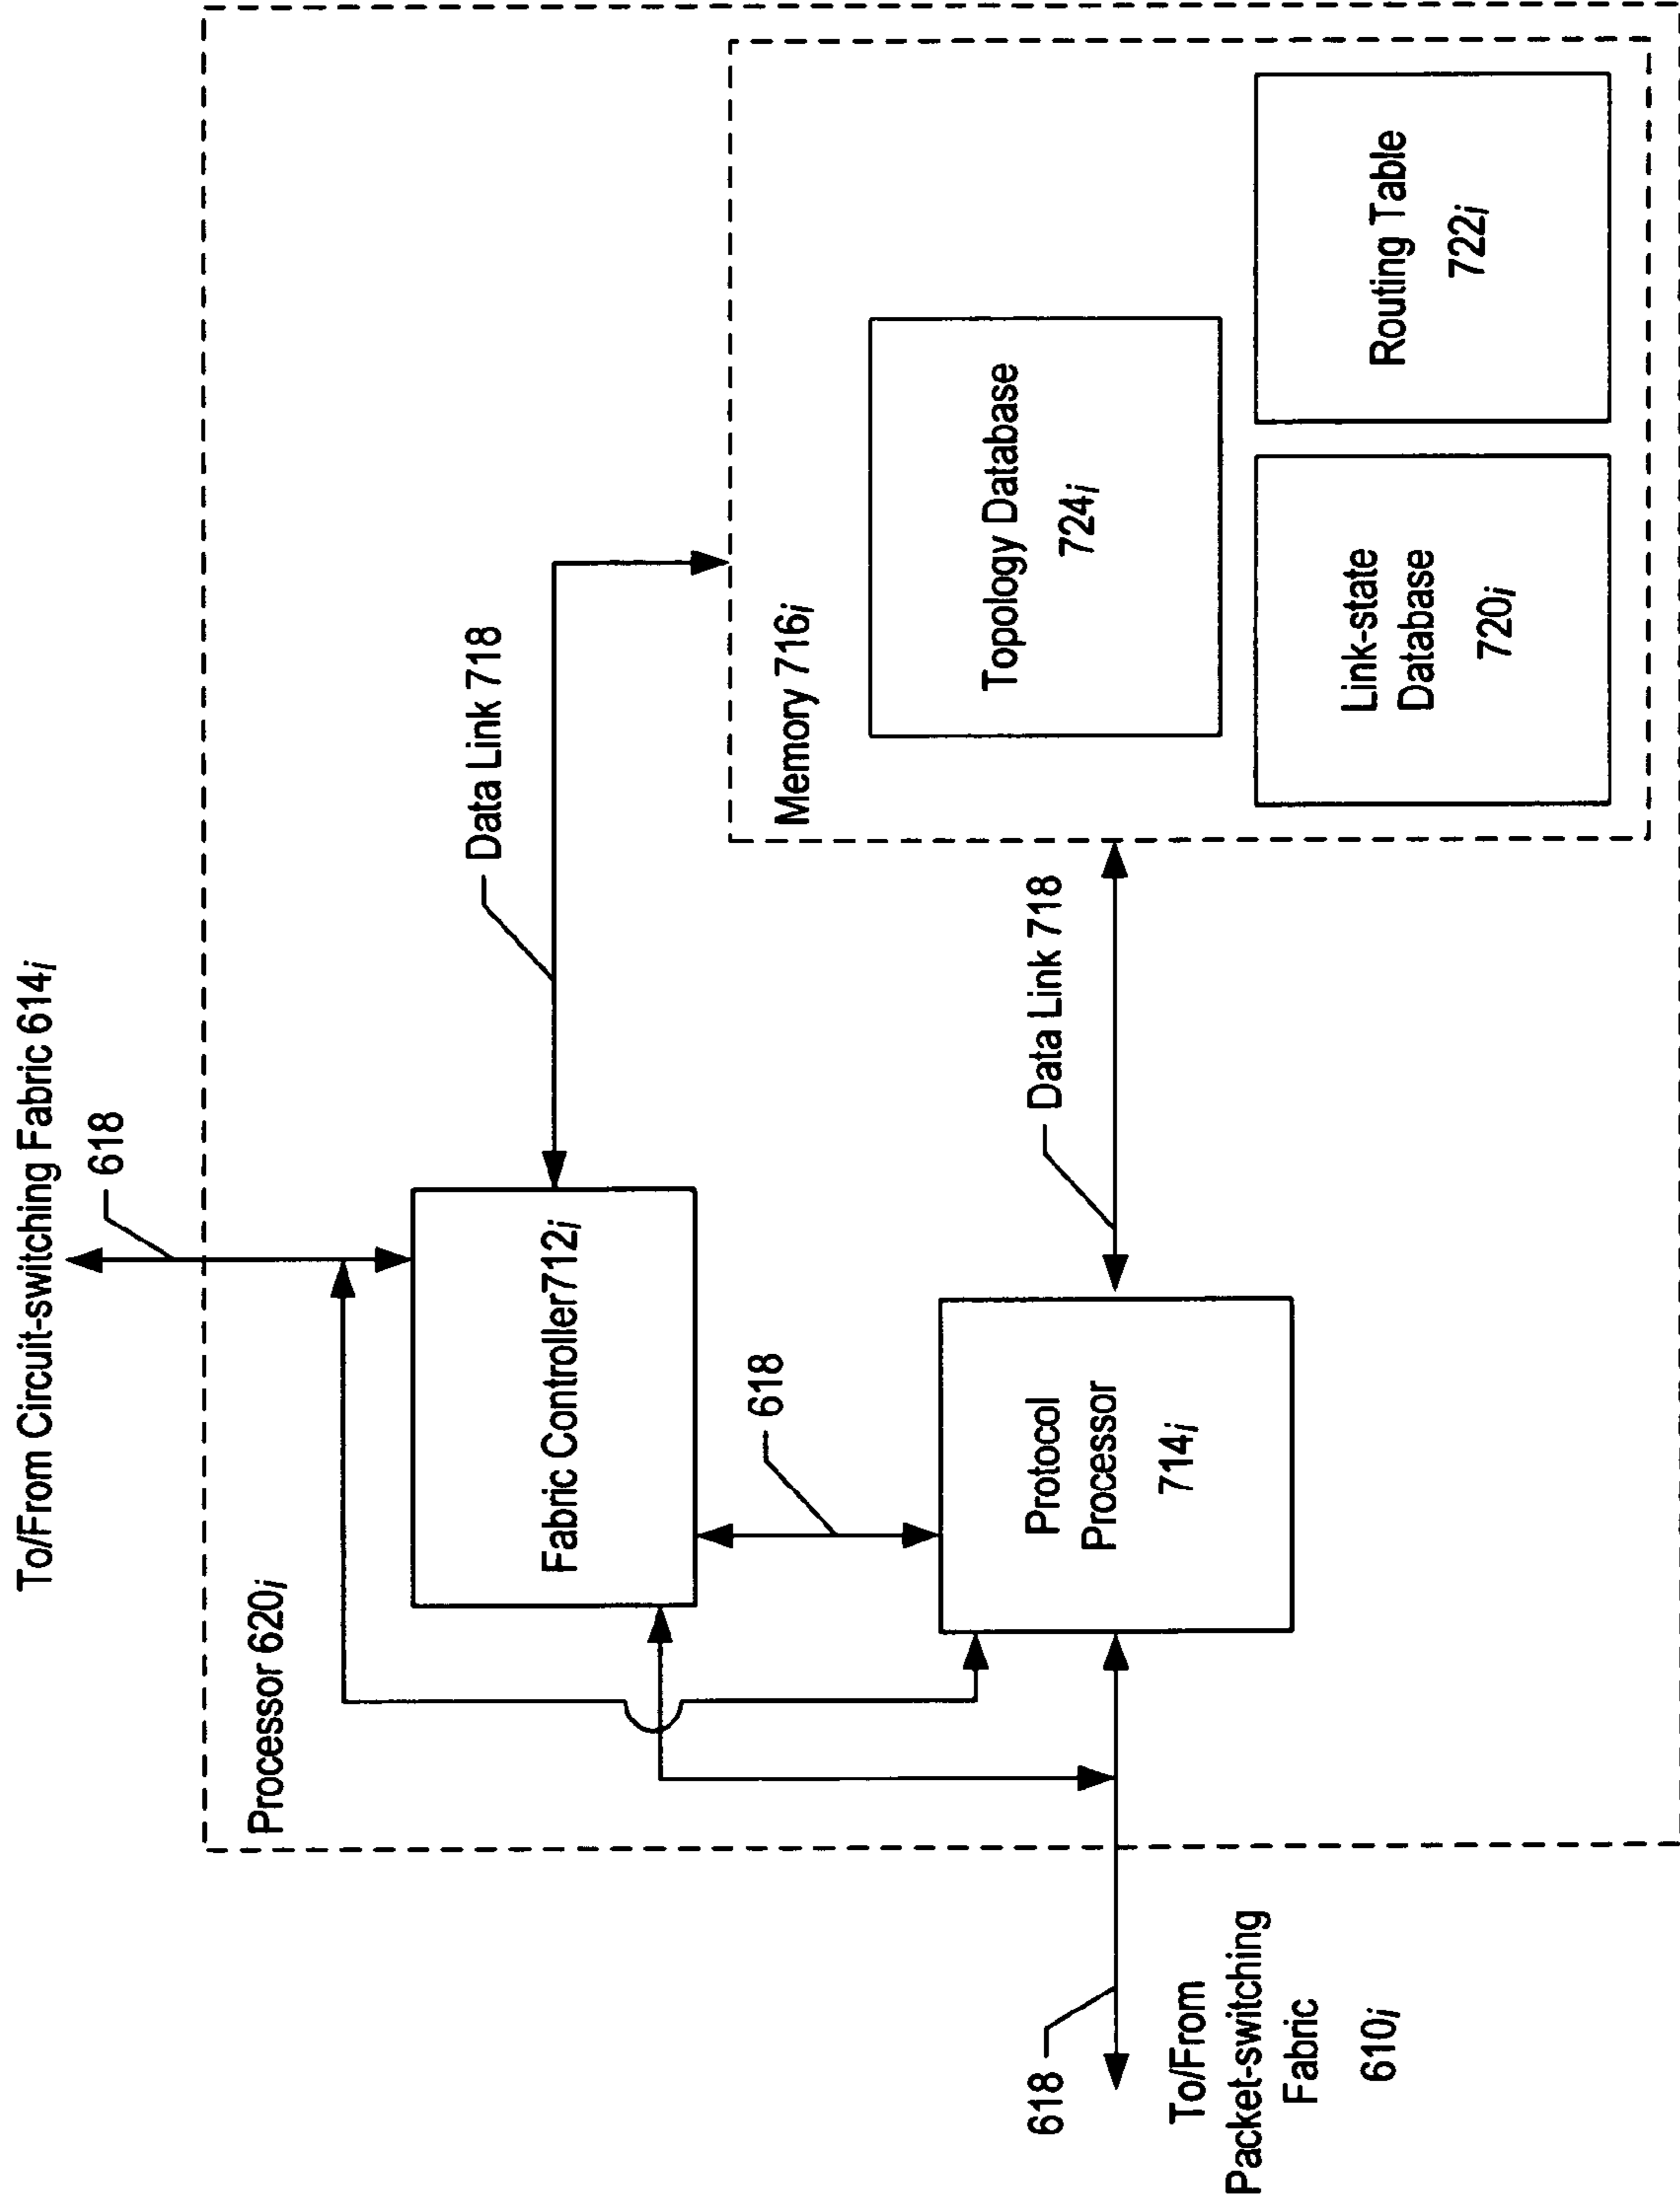 To/From Circuit-switching Fabric 614i
618
Processor 620i
Data Link 718
Fabric Controller712i
Memory 716i
618
Topology Database
724i
Data Link 718
Protocol
Processor
714i
618
To/From
Packet-switching
Fabric
610i
Link-state
Database
720i
Routing Table
722i